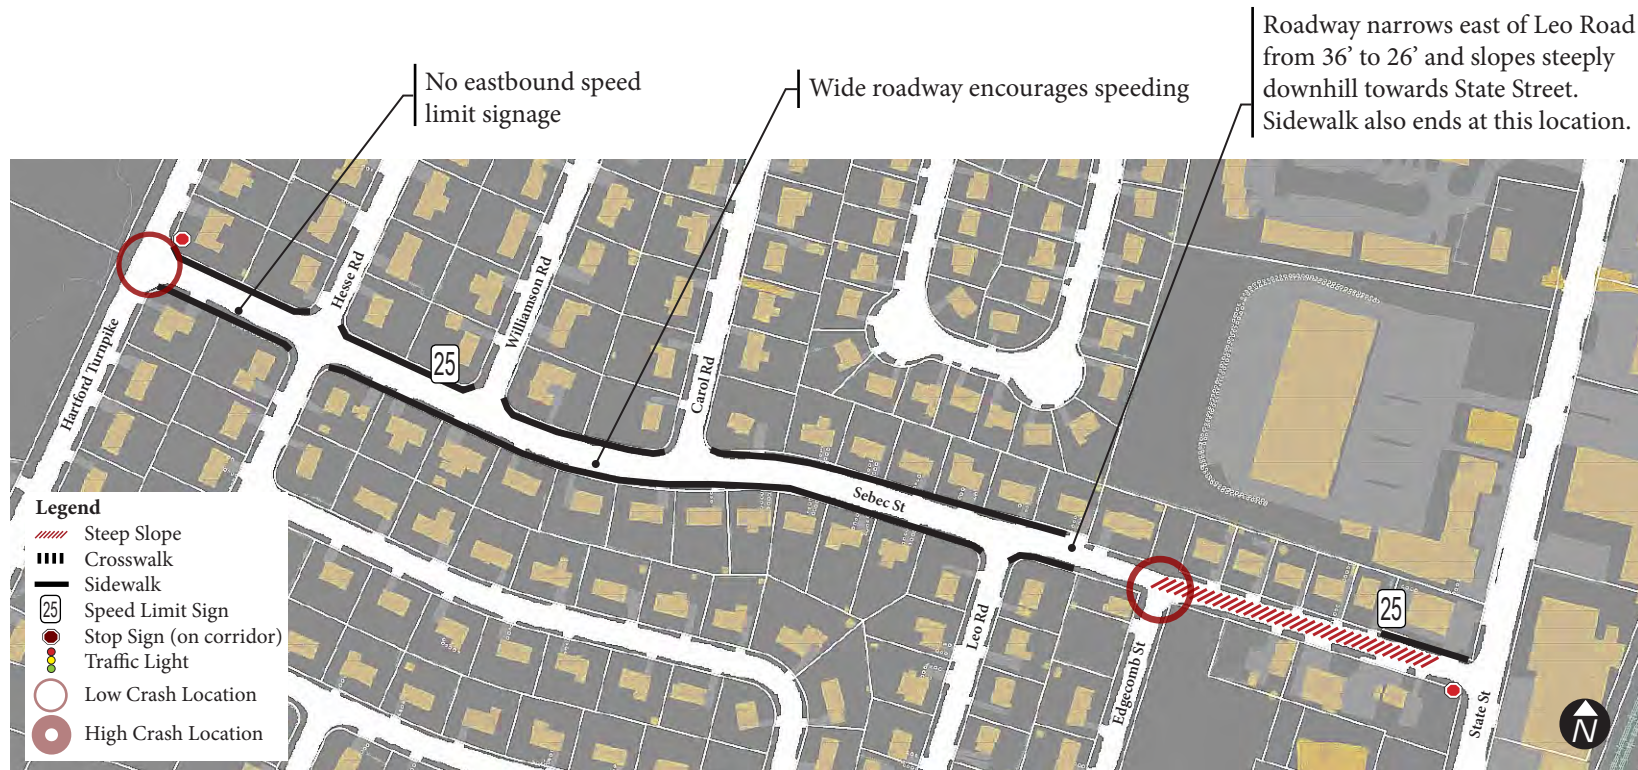 Roadway narrows east of Leo Road
from 36’ to 26’ and slopes steeply
downhill towards State Street.
Sidewalk also ends at this location.
No eastbound speed
limit signage
Wide roadway encourages speeding
Hartford Turnpike
Hesse Rd
Williamson Rd
Carol Rd
25
Sebec St
Leo Rd
Edgecomb St
25
State St
Legend
Steep Slope
Crosswalk
Sidewalk
25 Speed Limit Sign
Stop Sign (on corridor)
Traffic Light
Low Crash Location
High Crash Location
N